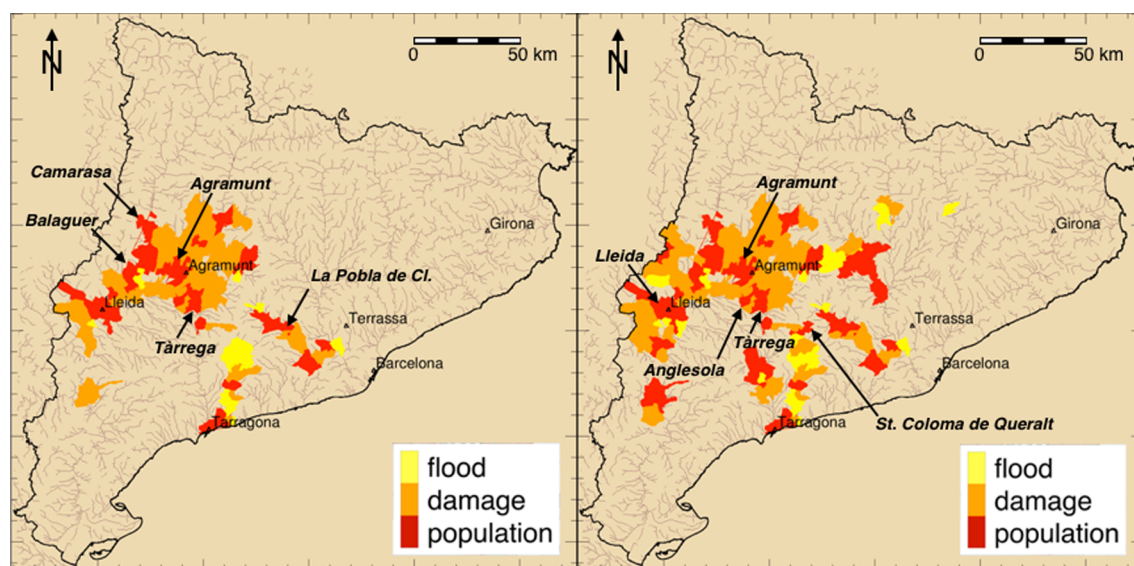 N
0 50 km
Camarasa
Agramunt
Balaguer
Girona
Agramunt
La Pobla de Cl.
Lleida
Terrassa
Tàrrega
Barcelona
Tarragona
flood
damage
population
N
0 50 km
Agramunt
Girona
Lleida
Agramunt
Lleida
Terrassa
Tàrrega
Anglesola
Barcelona
Tarragona
St. Coloma de Queralt
flood
damage
population